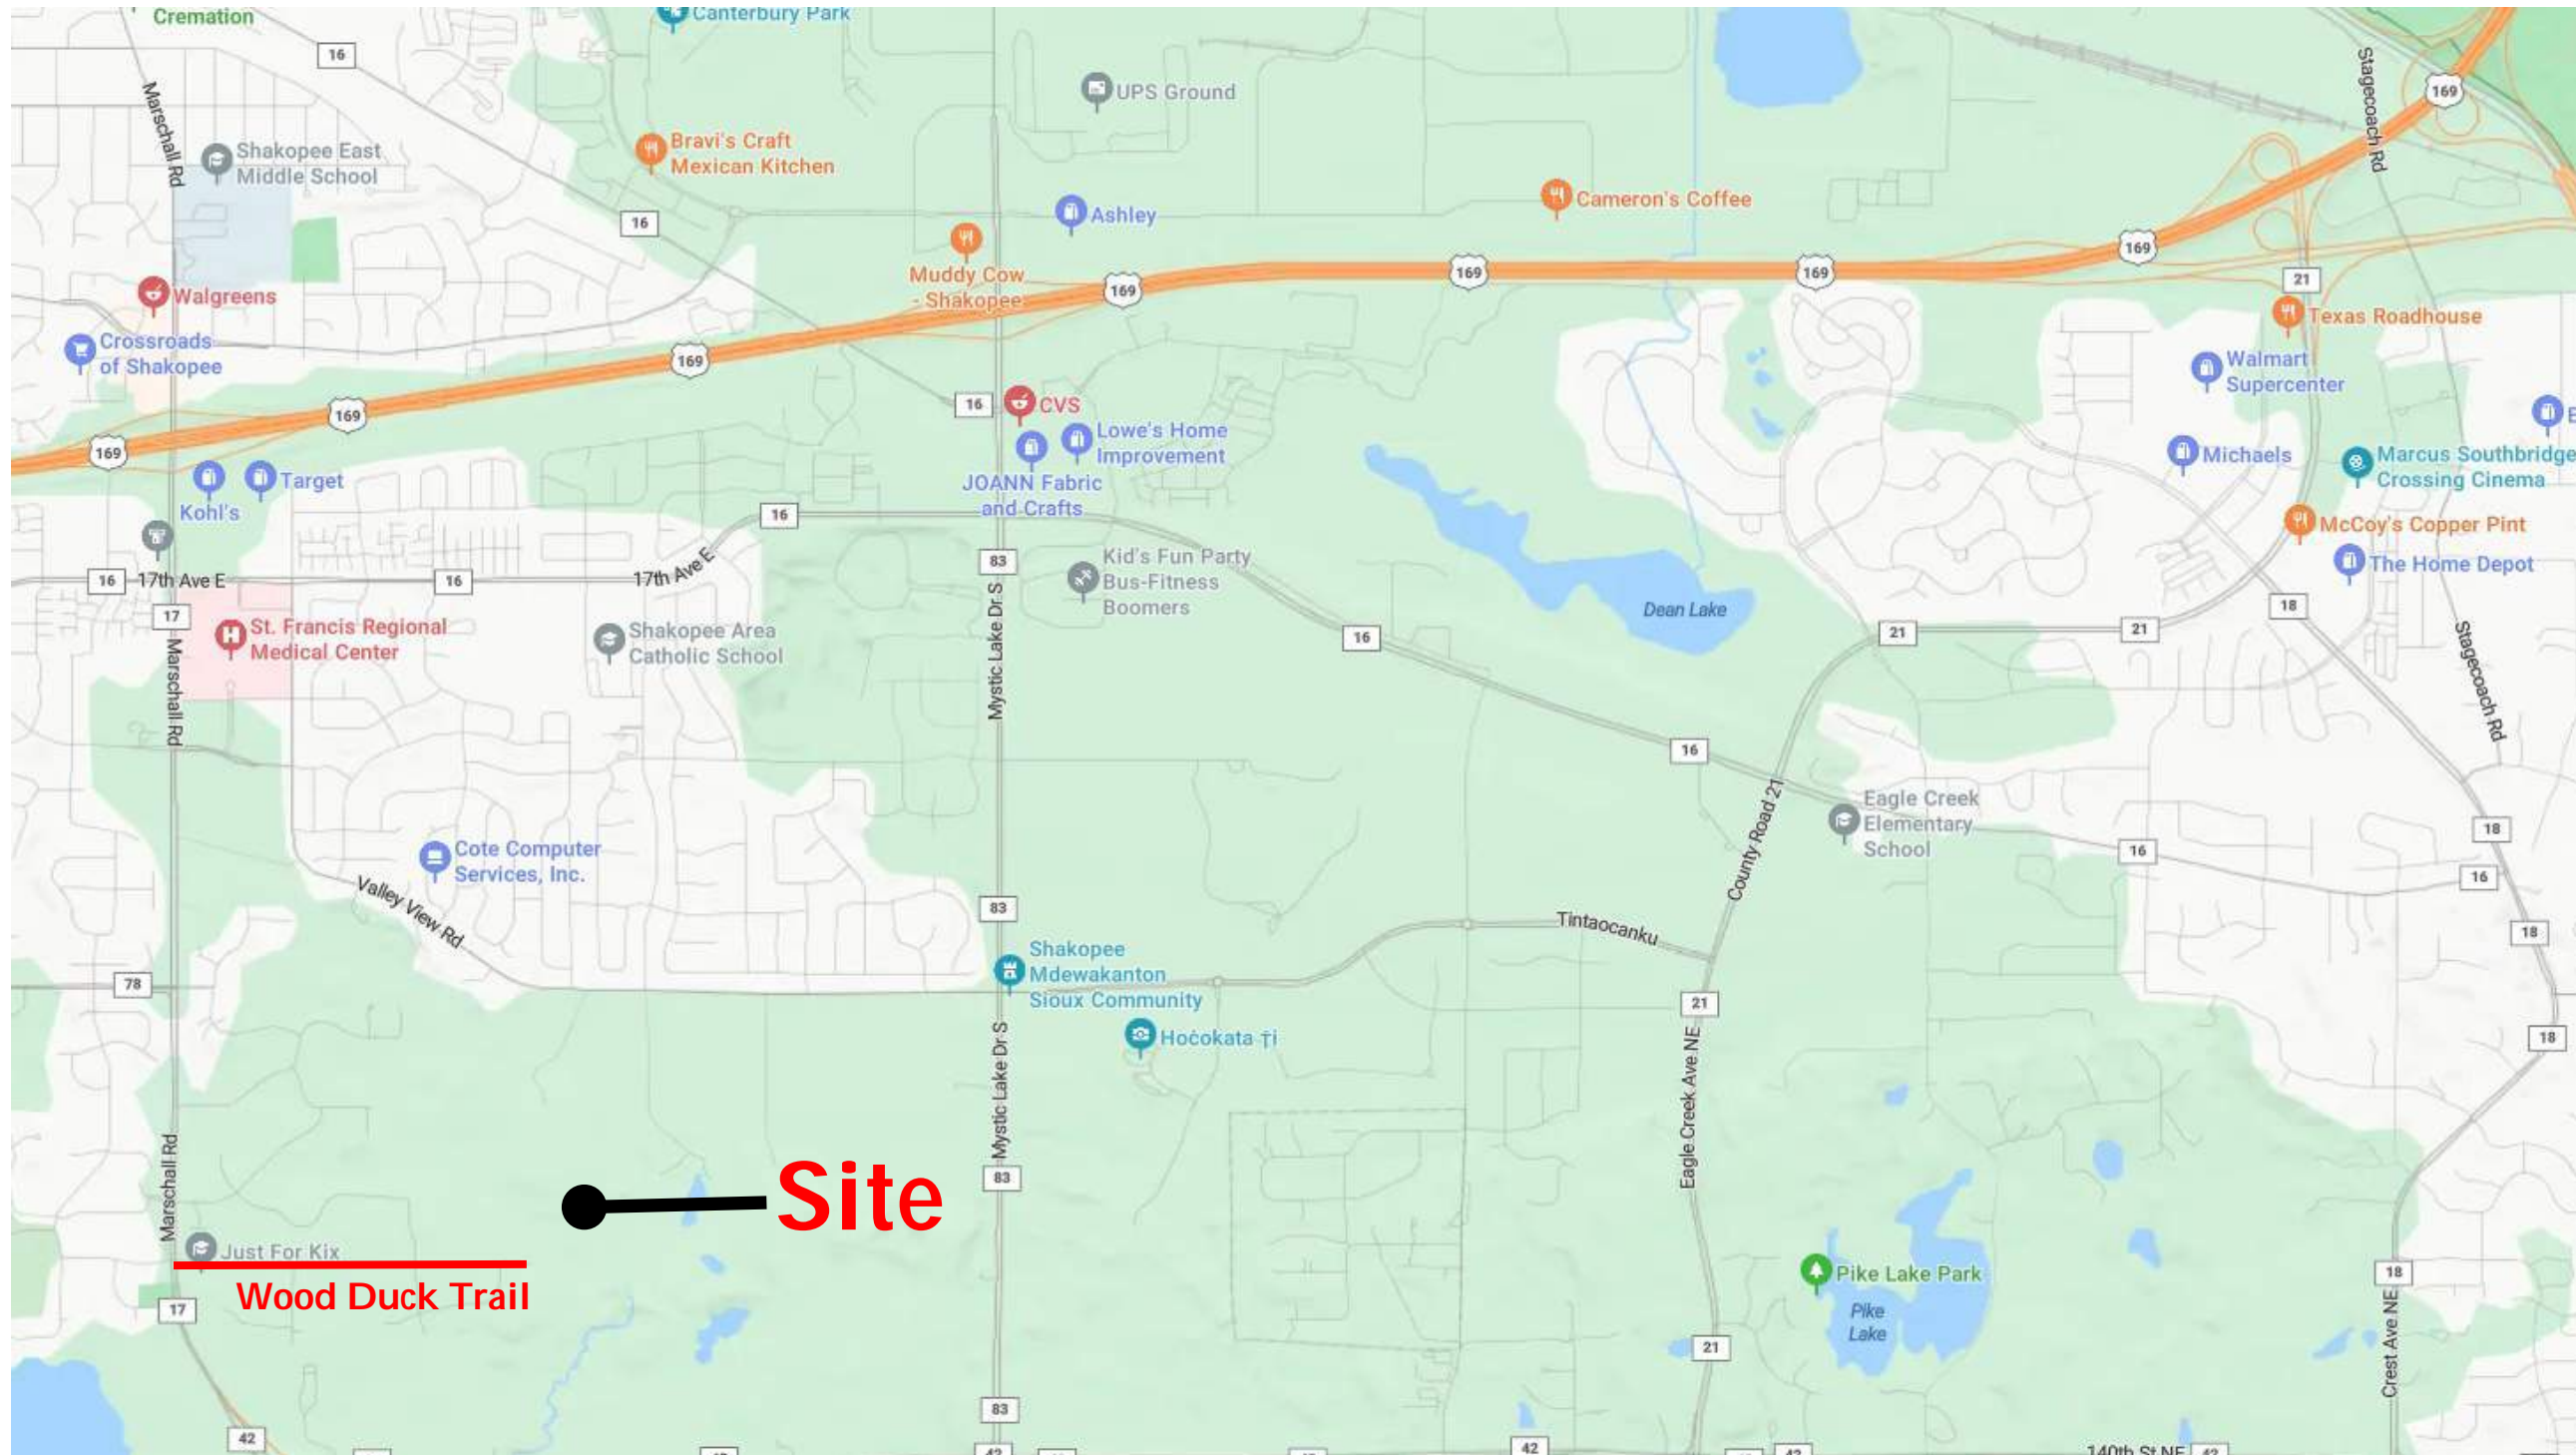 Cremation
Canterbury Park
16
Marschall Rd
Stagecoach Rd
169
UPS Ground
Shakopee East
Middle School
Bravi's Craft
Mexican Kitchen
16
Ashley
Cameron's Coffee
Muddy Cow
- Shakopee
169
169
169
169
21
Walgreens
Texas Roadhouse
Crossroads
of Shakopee
169
Walmart
Supercenter
169
16
CVS
169
Lowe's Home
Improvement
Michaels
Marcus Southbridge
Crossing Cinema
Target
Kohl's
JOANN Fabric
and Crafts
16
McCoy's Copper Pint
The Home Depot
16
17th Ave E
16
17th Ave E
83
Kid's Fun Party
Bus-Fitness
Boomers
Dean Lake
18
17
St. Francis Regional
Medical Center
Shakopee Area
Catholic School
Mystic Lake Dr S
16
21
21
Marschall Rd
Stagecoach Rd
16
County Road 21
Eagle Creek
Elementary
School
Cote Computer
Services, Inc.
18
16
16
Valley View Rd
83
Tintaocanku
18
Shakopee
Mdewakanton
Sioux Community
78
21
Hocokata Ti
18
Mystic Lake Dr S
Eagle Creek Ave NE
Marschall Rd
83
Site
Just For Kix
Wood Duck Trail
17
Pike Lake Park
Pike
Lake
18
21
Crest Ave NE
83
42
42
42
42
140th St NE
42